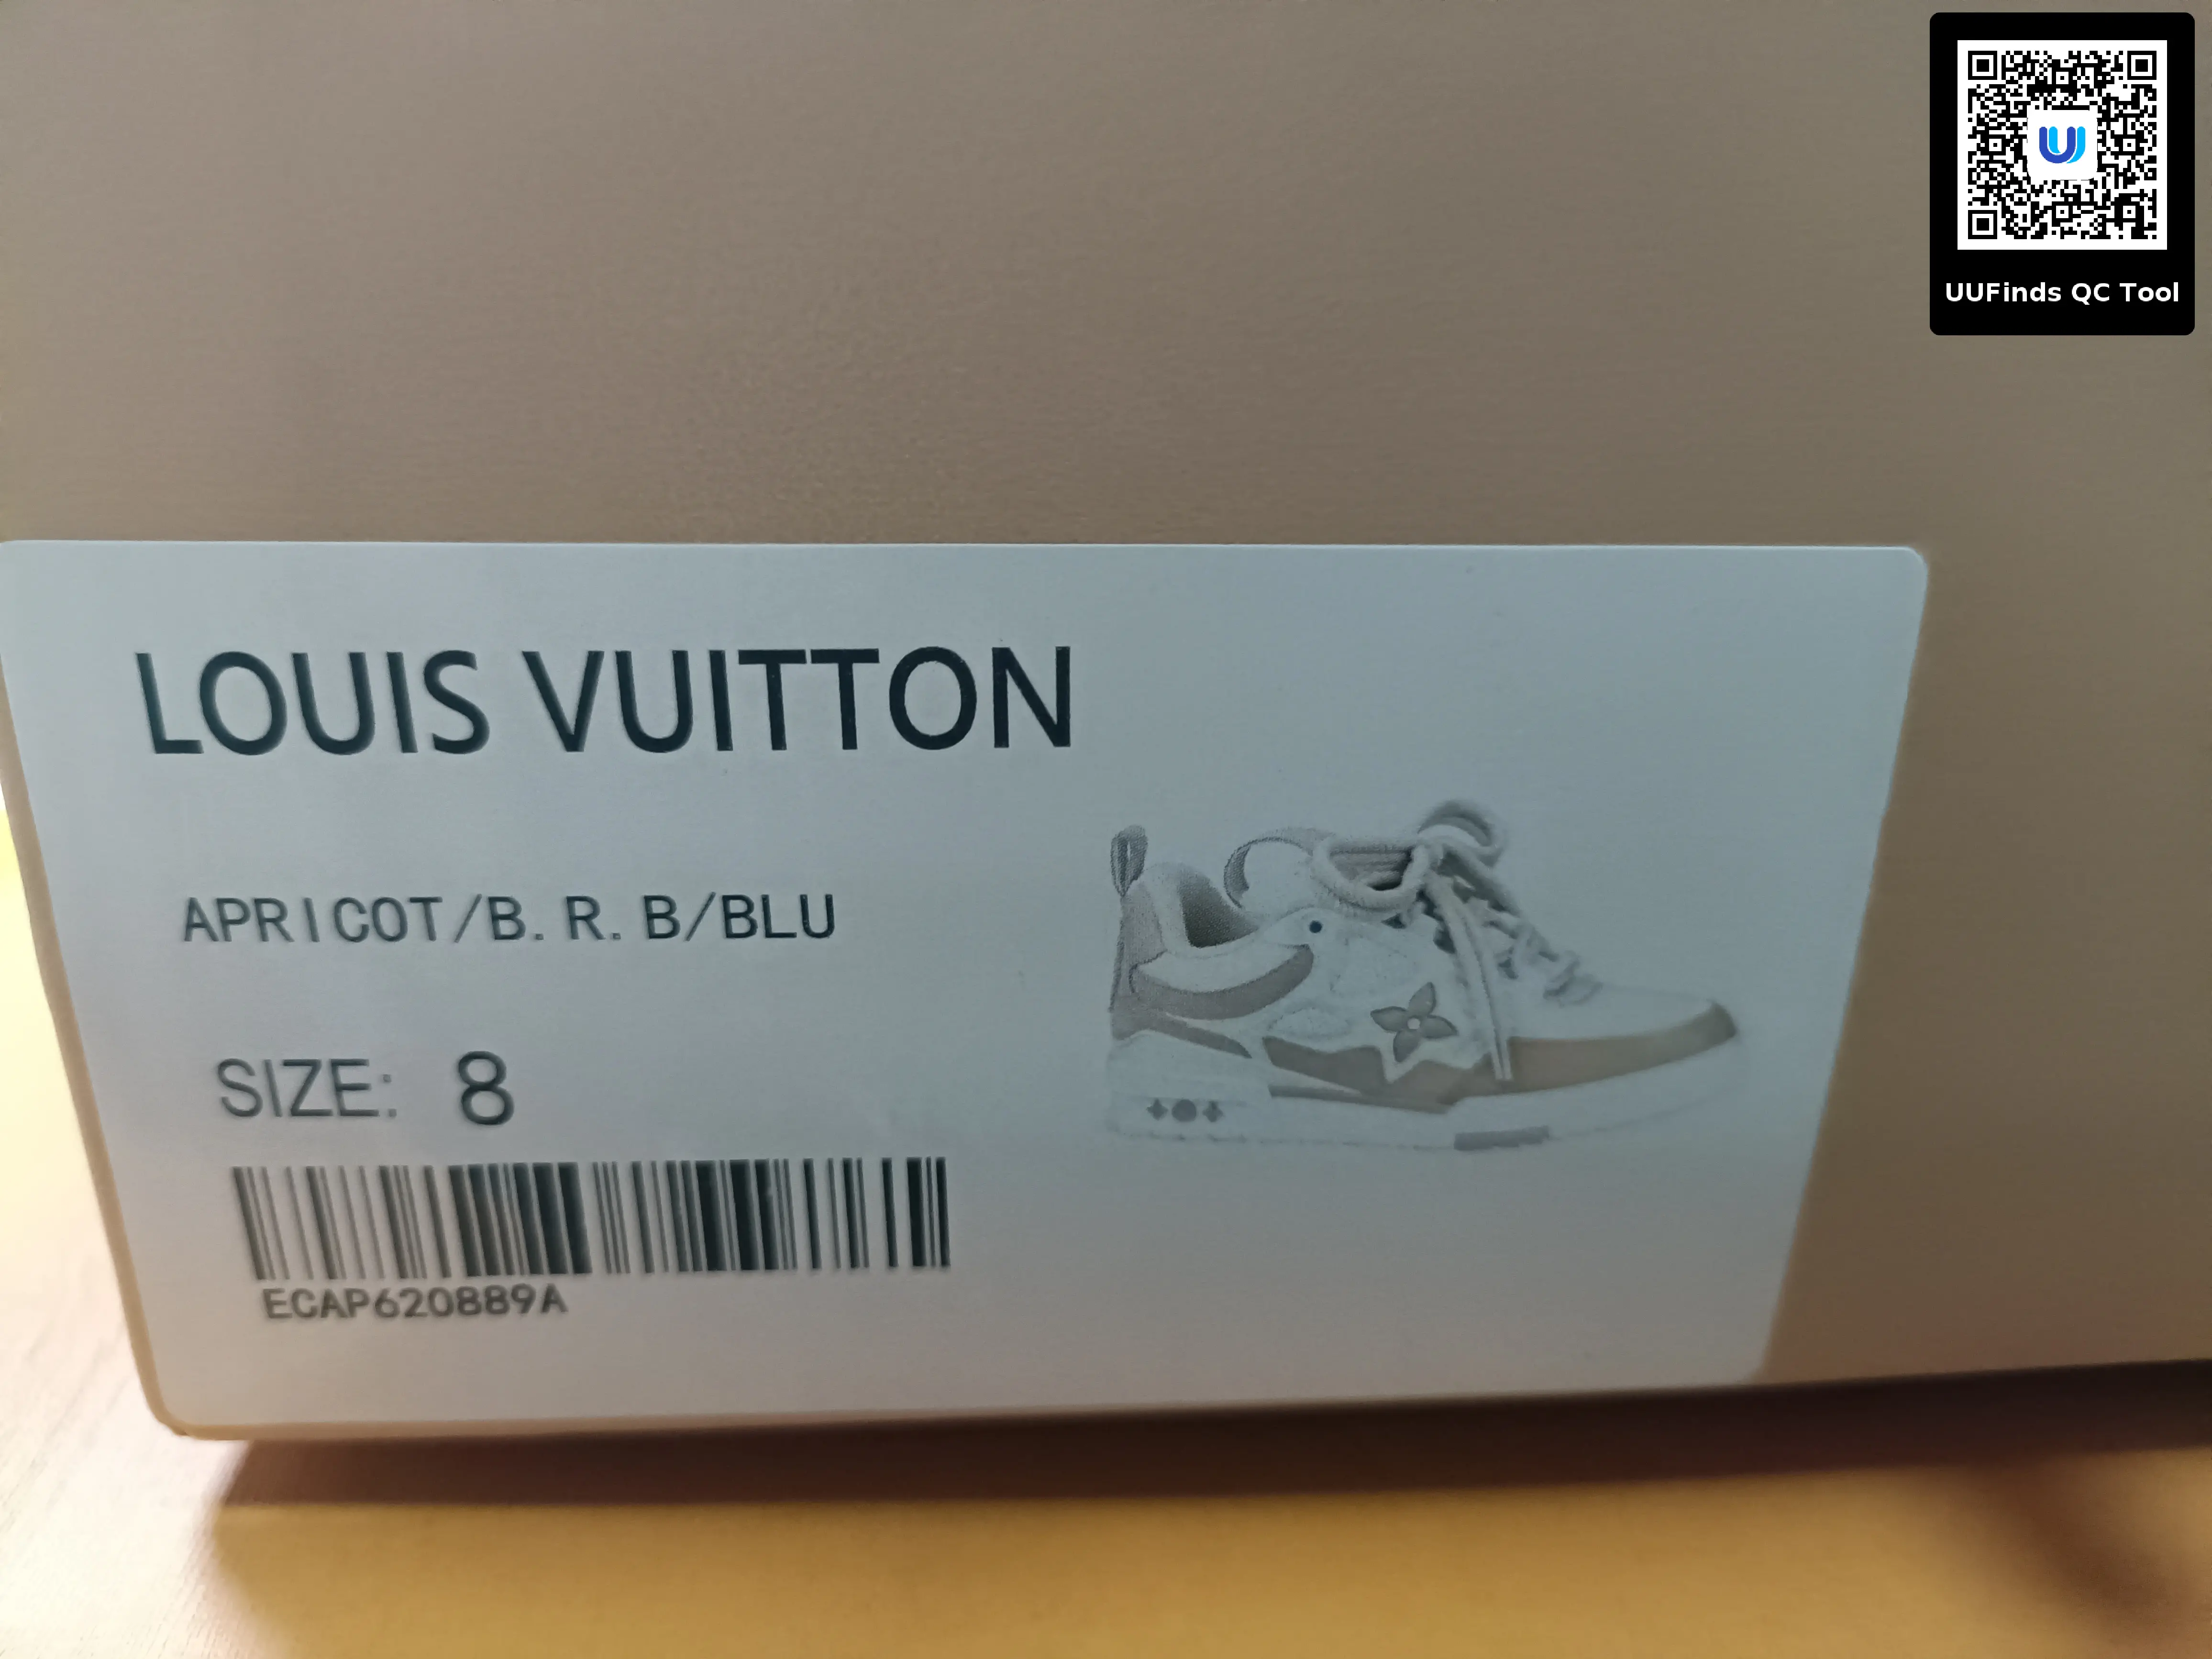 UUFinds QC Tool
LOUIS VUITTON
APRICOT/B.R.B/BLU
SIZE: 8
ECAP620889A